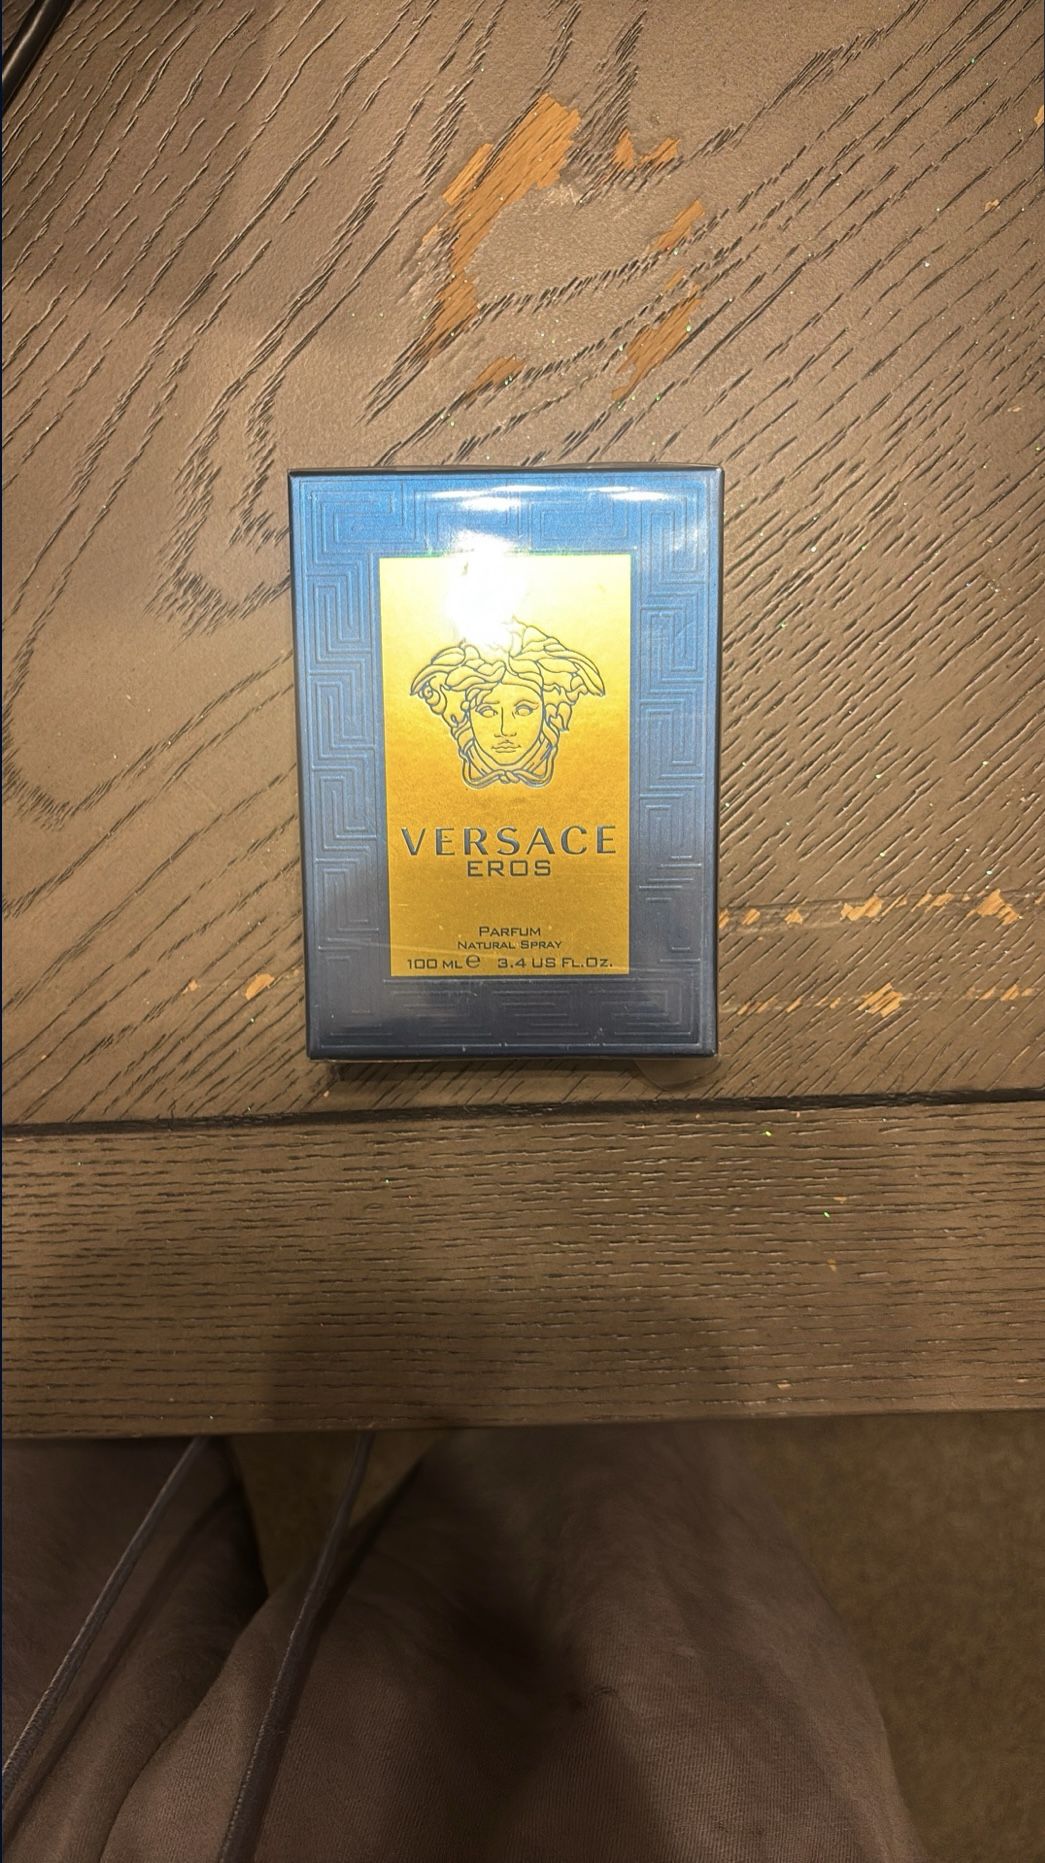 VERSACE
EROS
PARFUM
NATURAL SPRAY
100 ML e 3.4 US FL.OZ.